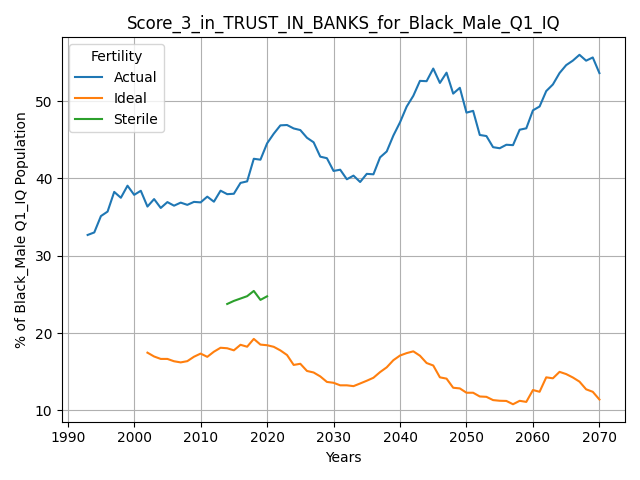 Score_3_in_TRUST_IN_BANKS_for_Black_Male_Q1_IQ
Fertility
Actual
Ideal
Sterile
% of Black_Male Q1_IQ Population
50
40
30
20
10
1990 2000 2010 2020 2030 2040 2050 2060 2070
Years